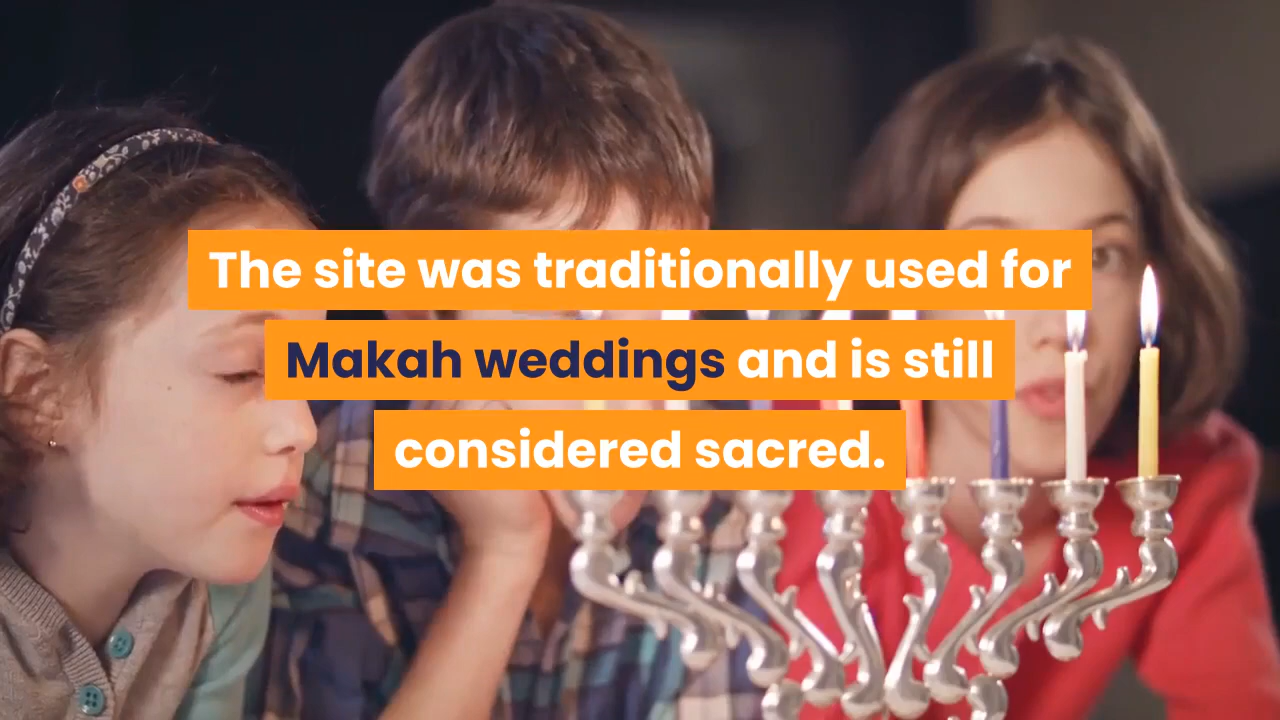 The site was traditionally used for
Makah weddings and is still
considered sacred.